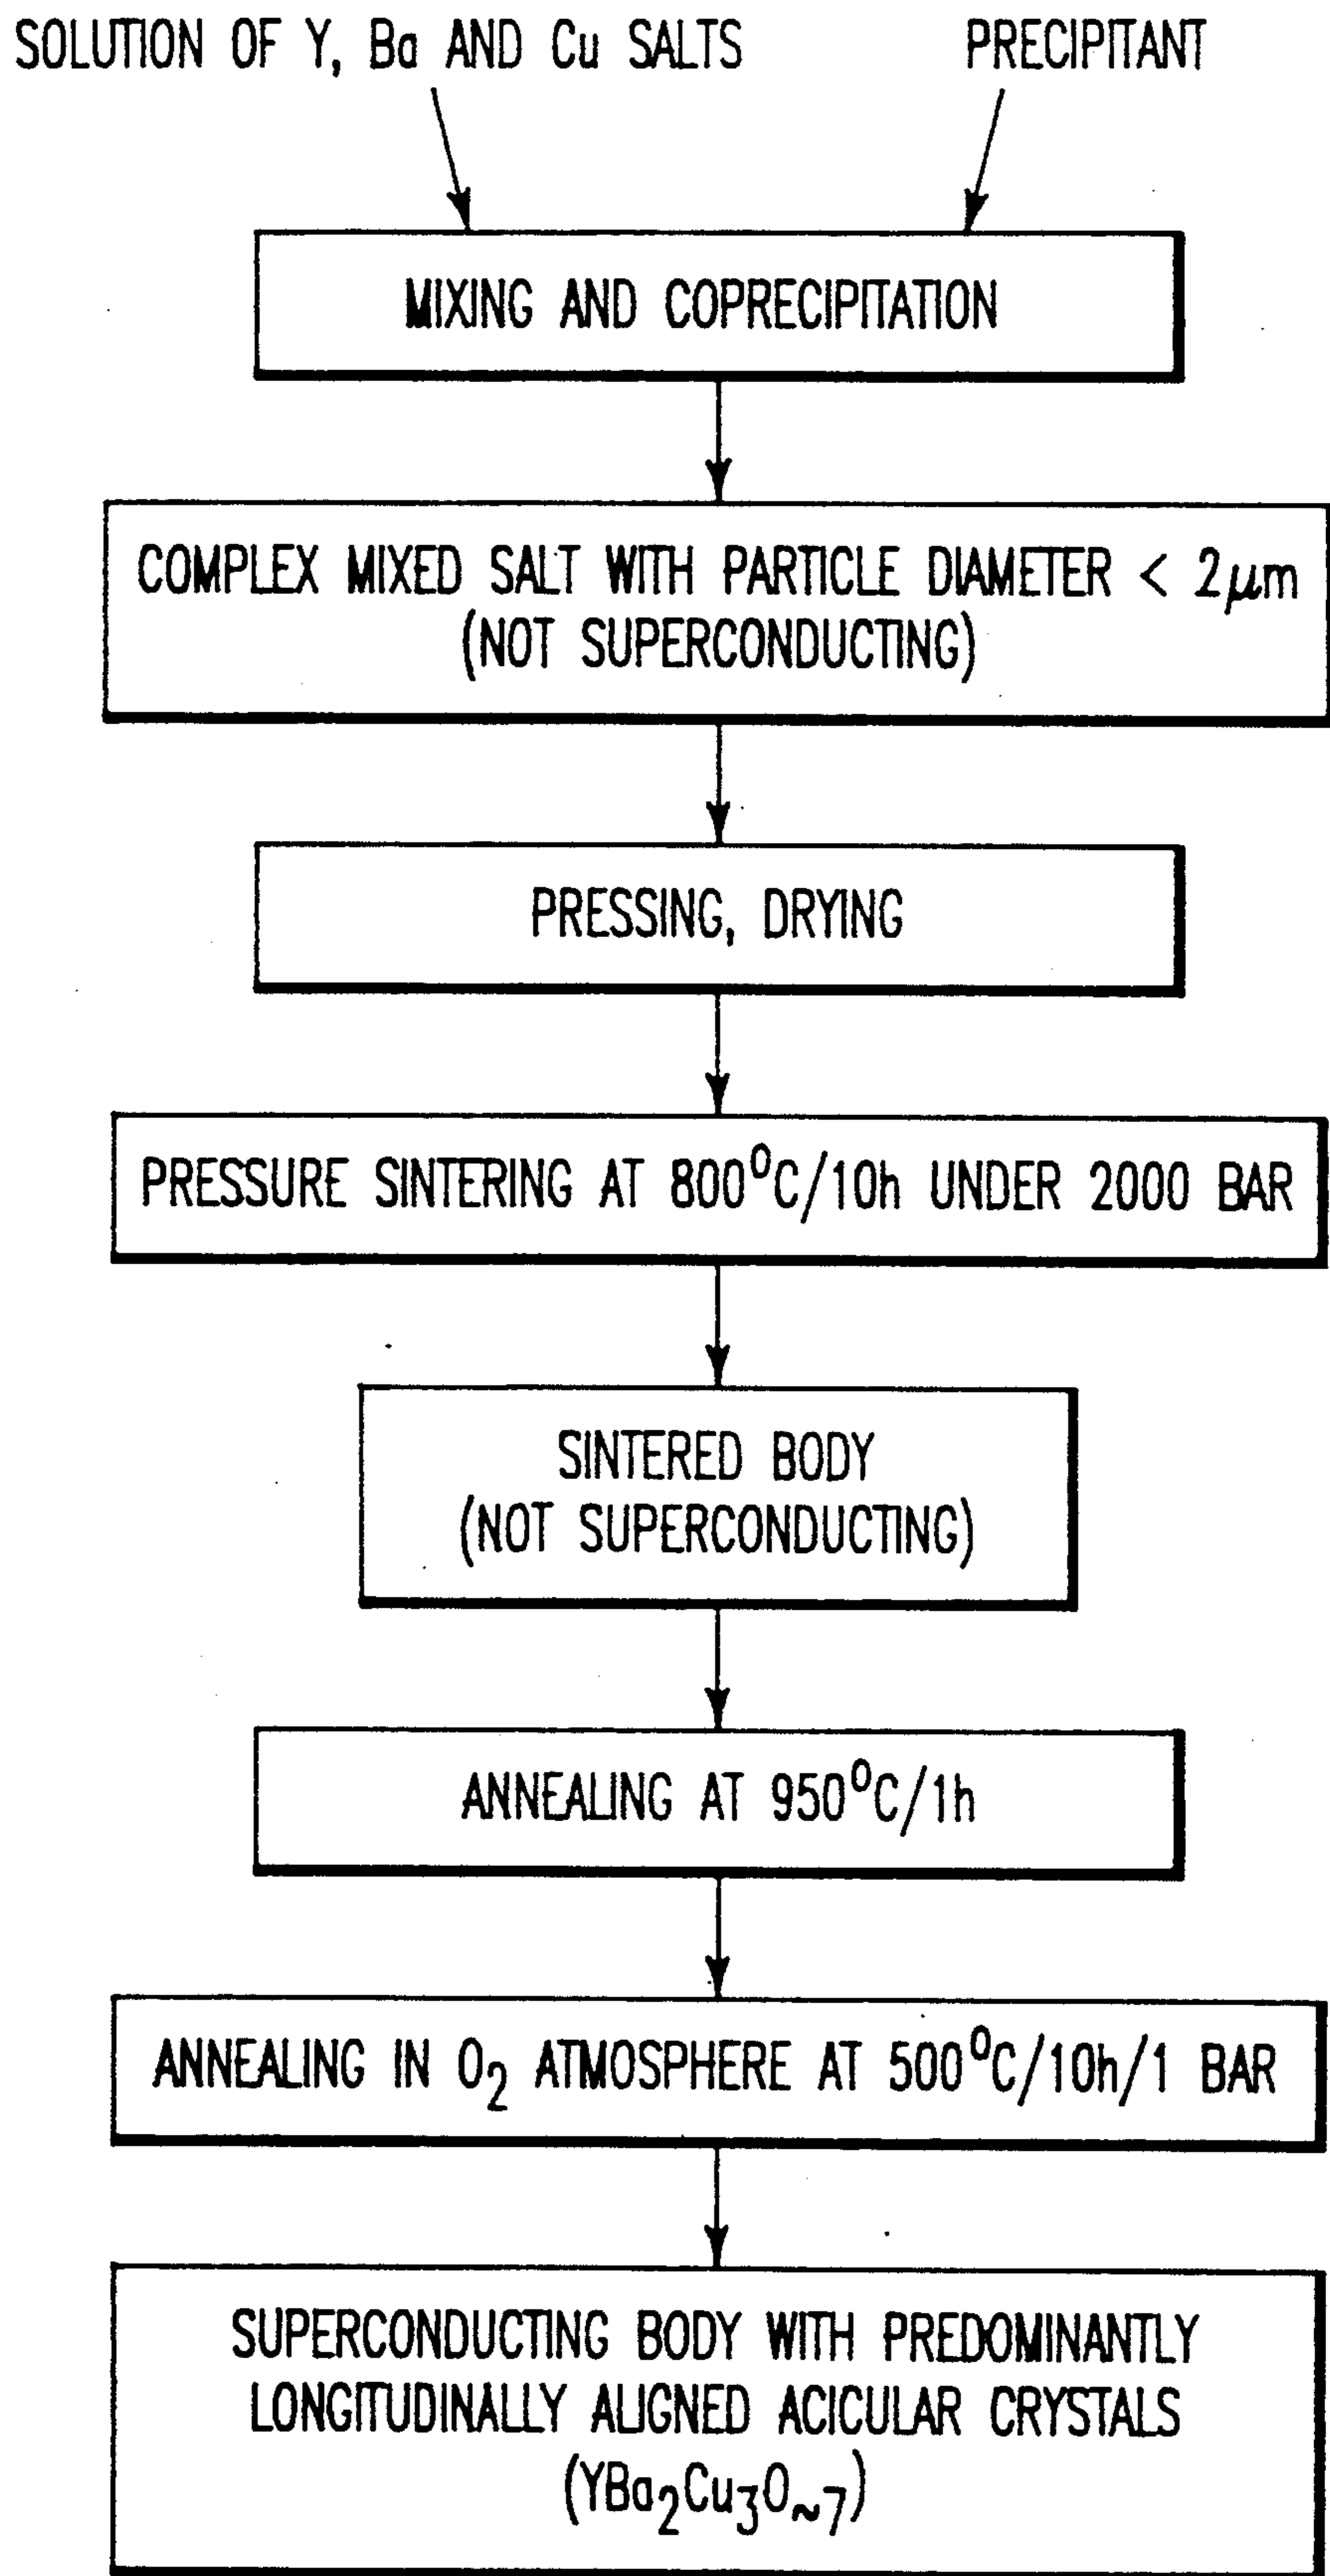 SOLUTION OF Y, Ba AND Cu SALTS
PRECIPITANT
MIXING AND COPRECIPITATION
COMPLEX MIXED SALT WITH PARTICLE DIAMETER < 2μm
(NOT SUPERCONDUCTING)
PRESSING, DRYING
PRESSURE SINTERING AT 800°C/10h UNDER 2000 BAR
SINTERED BODY
(NOT SUPERCONDUCTING)
ANNEALING AT 950°C/1h
ANNEALING IN O₂ ATMOSPHERE AT 500°C/10h/1 BAR
SUPERCONDUCTING BODY WITH PREDOMINANTLY
LONGITUDINALLY ALIGNED ACICULAR CRYSTALS
(YBa₂Cu₃O~₇)